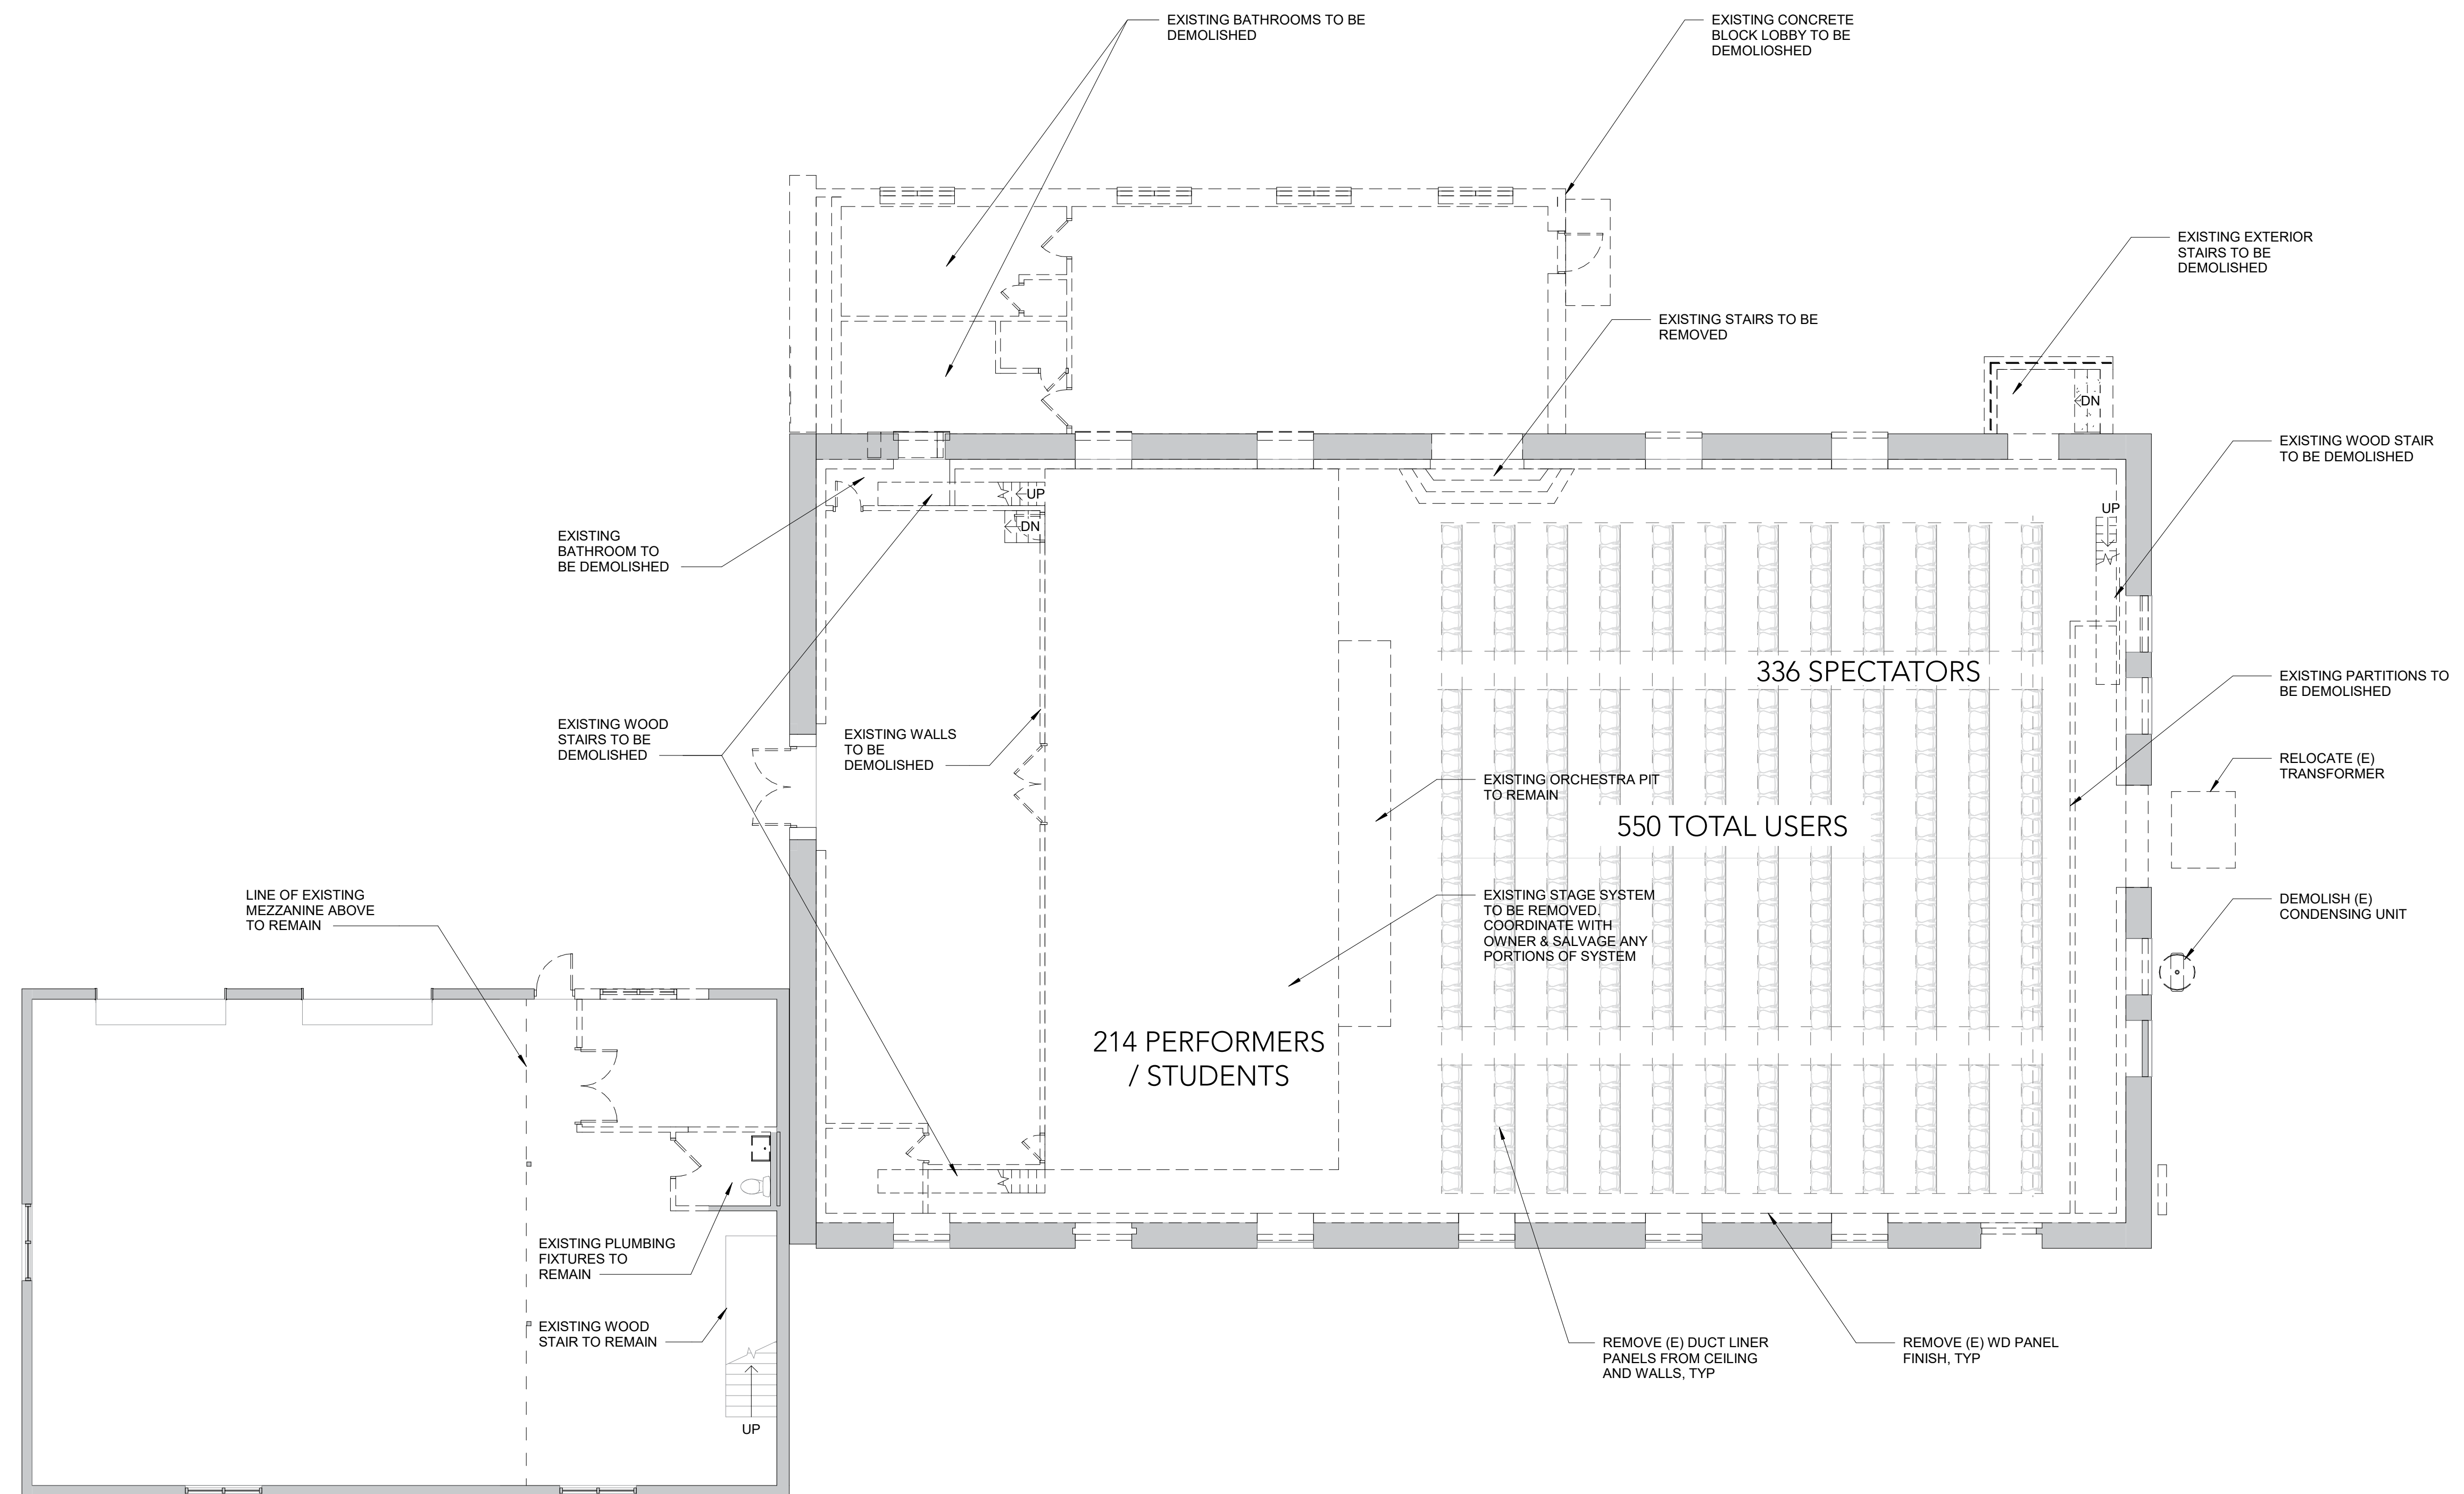 EXISTING BATHROOMS TO BE
DEMOLISHED
EXISTING CONCRETE
BLOCK LOBBY TO BE
DEMOLIOSHED
EXISTING EXTERIOR
STAIRS TO BE
DEMOLISHED
EXISTING STAIRS TO BE
REMOVED
DN
EXISTING WOOD STAIR
TO BE DEMOLISHED
UP
DN
UP
EXISTING
BATHROOM TO
BE DEMOLISHED
336 SPECTATORS
EXISTING PARTITIONS TO
BE DEMOLISHED
EXISTING WOOD
STAIRS TO BE
DEMOLISHED
EXISTING WALLS
TO BE
DEMOLISHED
RELOCATE (E)
TRANSFORMER
EXISTING ORCHESTRA PIT
TO REMAIN
550 TOTAL USERS
LINE OF EXISTING
MEZZANINE ABOVE
TO REMAIN
EXISTING STAGE SYSTEM
TO BE REMOVED.
COORDINATE WITH
OWNER & SALVAGE ANY
PORTIONS OF SYSTEM
DEMOLISH (E)
CONDENSING UNIT
214 PERFORMERS
/ STUDENTS
EXISTING PLUMBING
FIXTURES TO
REMAIN
EXISTING WOOD
STAIR TO REMAIN
UP
REMOVE (E) DUCT LINER
PANELS FROM CEILING
AND WALLS, TYP
REMOVE (E) WD PANEL
FINISH, TYP